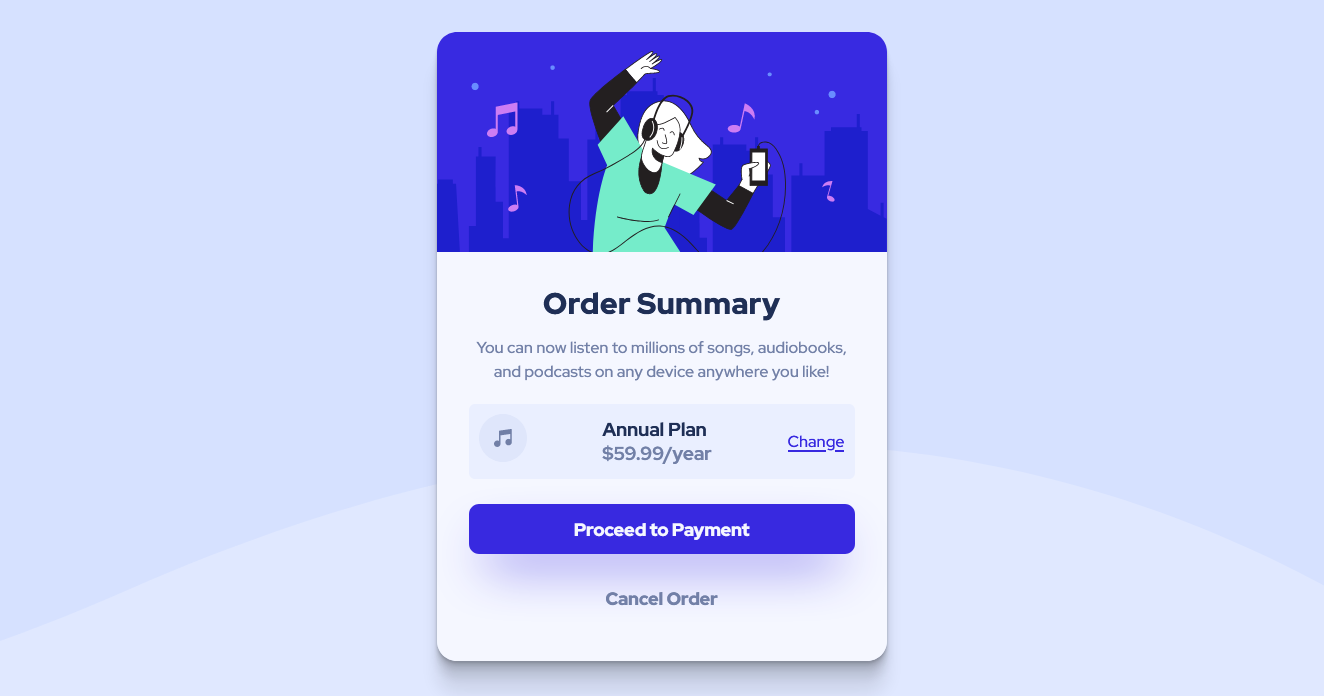 Order Summary
You can now listen to millions of songs, audiobooks,
and podcasts on any device anywhere you like!
Annual Plan
$59.99/year
Change
Proceed to Payment
Cancel Order